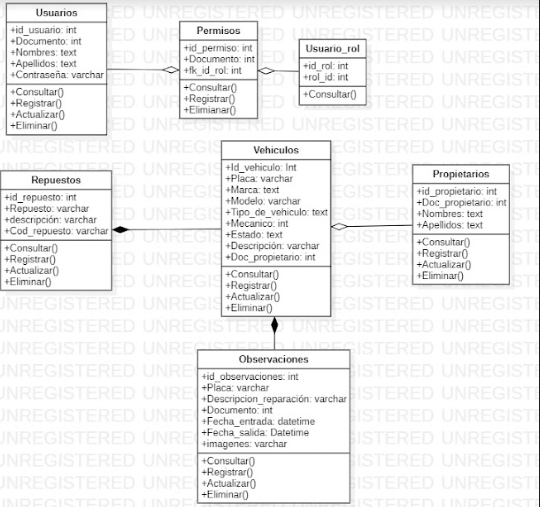 Usuarios
+id_usuario: int
+Documento: int
+Nombres: text
+Apellidos: text
+Contraseña: varchar
+Consultar()
+Registrar()
+Actualizar()
+Eliminar()
Permisos
+id_permiso: int
+Documento: int
+fk_id_rol: int
+Consultar()
+Registrar()
+Elimianar()
Usuario_rol
+id_rol: int
+rol_id: int
+Consultar()
Vehiculos
+Id_vehiculo: Int
+Placa: varchar
+Marca: text
+Modelo: varchar
+Tipo_de_vehiculo: text
+Mecanico: int
+Estado: text
+Descripción: varchar
+Doc_propietario: int
+Consultar()
+Registrar()
+Actualizar()
+Eliminar()
Repuestos
+id_repuesto: int
+Repuesto: varchar
+descripción: varchar
+Cod_repuesto: varchar
+Consultar()
+Registrar()
+Actualizar()
+Eliminar()
Propietarios
+id_propietario: int
+Doc_propietario: int
+Nombres: text
+Apellidos: text
+Consultar()
+Registrar()
+Actualizar()
+Eliminar()
Observaciones
+id_observaciones: int
+Placa: varchar
+Descripcion_reparación: varchar
+Documento: int
+Fecha_entrada: datetime
+Fecha_salida: Datetime
+imagenes: varchar
+Consultar()
+Registrar()
+Actualizar()
+Eliminar()
UNREGISTERED UNREGISTERED UNREGISTERED